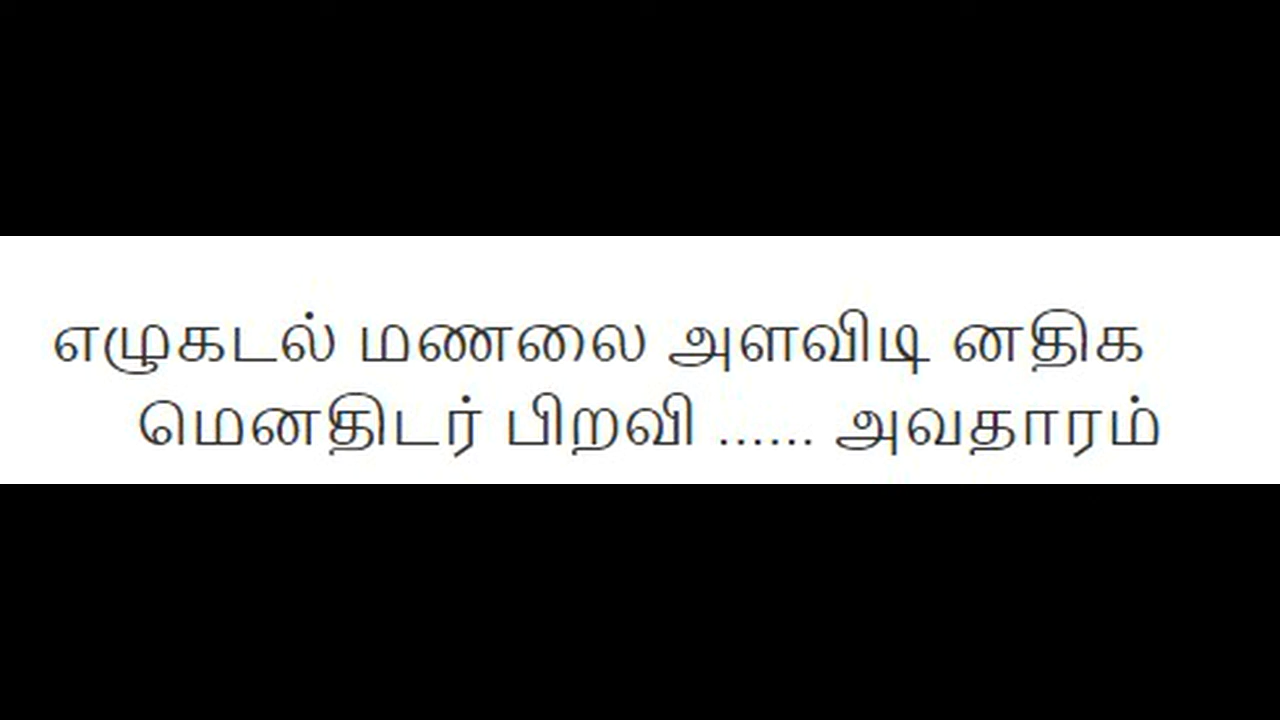 எழுகடல் மணலை அளவிடி னதிக
மெனதிடர் பிறவி ...... அவதாரம்